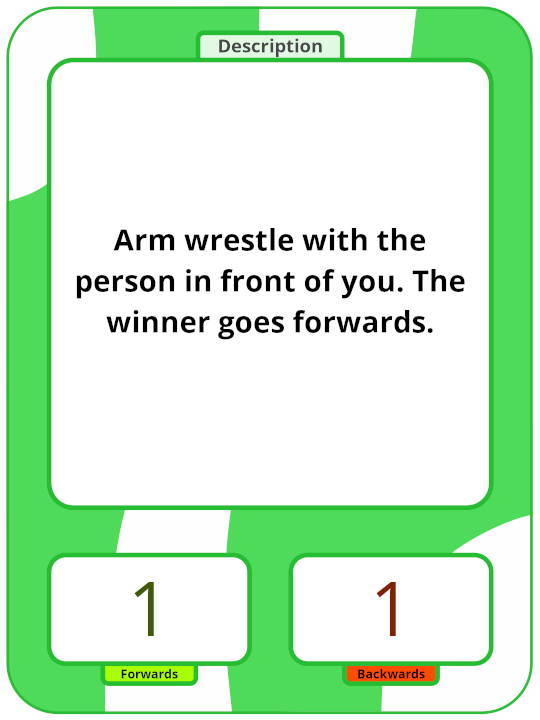 Description
Arm wrestle with the
person in front of you. The
winner goes forwards.
1
1
Forwards
Backwards